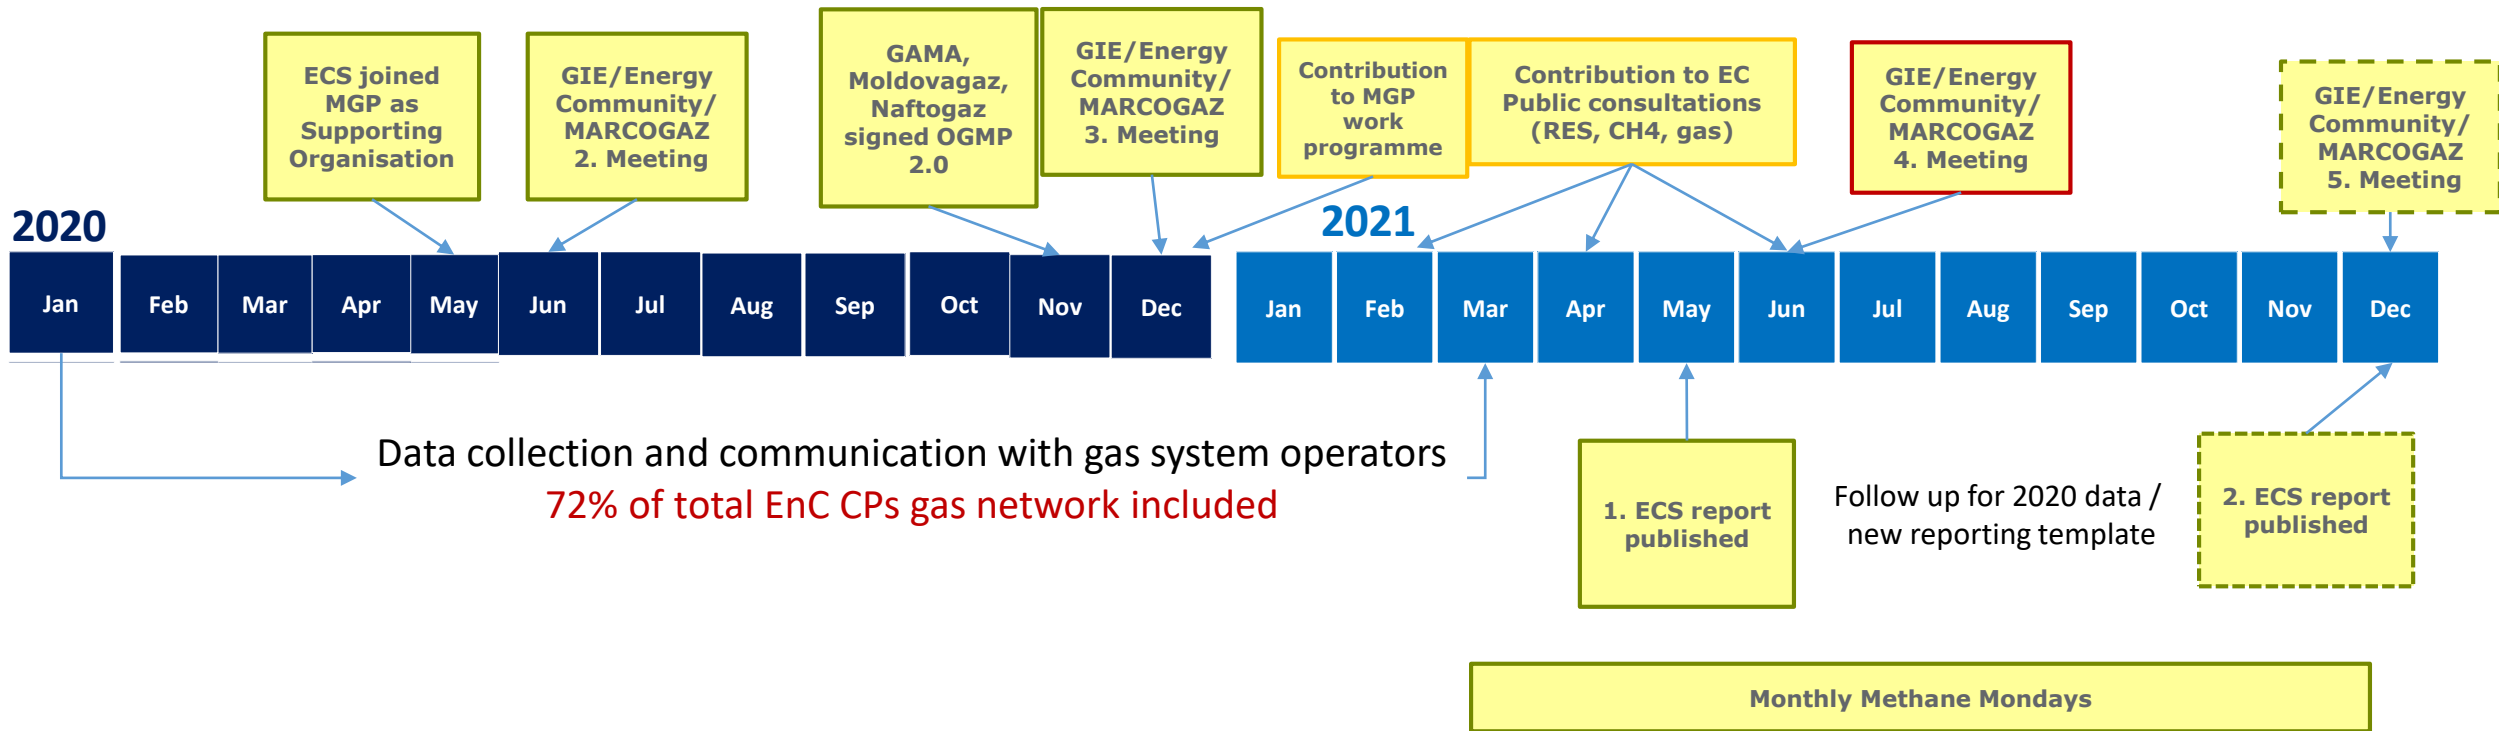 ECS joined
MGP as
Supporting
Organisation
GIE/Energy
Community/
MARCOGAZ
2. Meeting
GAMA,
Moldovagaz,
Naftogaz
signed OGMP
2.0
GIE/Energy
Community/
MARCOGAZ
3. Meeting
Contribution
to MGP
work
programme
Contribution to EC
Public consultations
(RES, CH4, gas)
GIE/Energy
Community/
MARCOGAZ
4. Meeting
GIE/Energy
Community/
MARCOGAZ
5. Meeting
2020
2021
Jan Feb Mar Apr May Jun Jul Aug Sep Oct Nov Dec
Jan Feb Mar Apr May Jun Jul Aug Sep Oct Nov Dec
Data collection and communication with gas system operators
72% of total EnC CPs gas network included
1. ECS report
published
Follow up for 2020 data /
new reporting template
2. ECS report
published
Monthly Methane Mondays